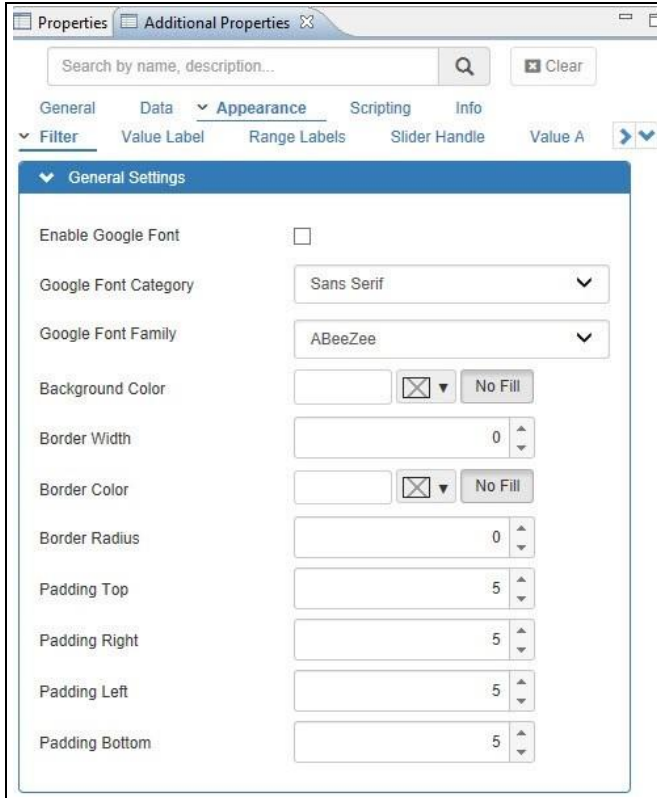 Properties Additional Properties
Search by name, description... Clear
General Data Appearance Scripting Info
Filter Value Label Range Labels Slider Handle Value A
General Settings
Enable Google Font
Google Font Category Sans Serif
Google Font Family ABeeZee
Background Color No Fill
Border Width 0
Border Color No Fill
Border Radius 0
Padding Top 5
Padding Right 5
Padding Left 5
Padding Bottom 5